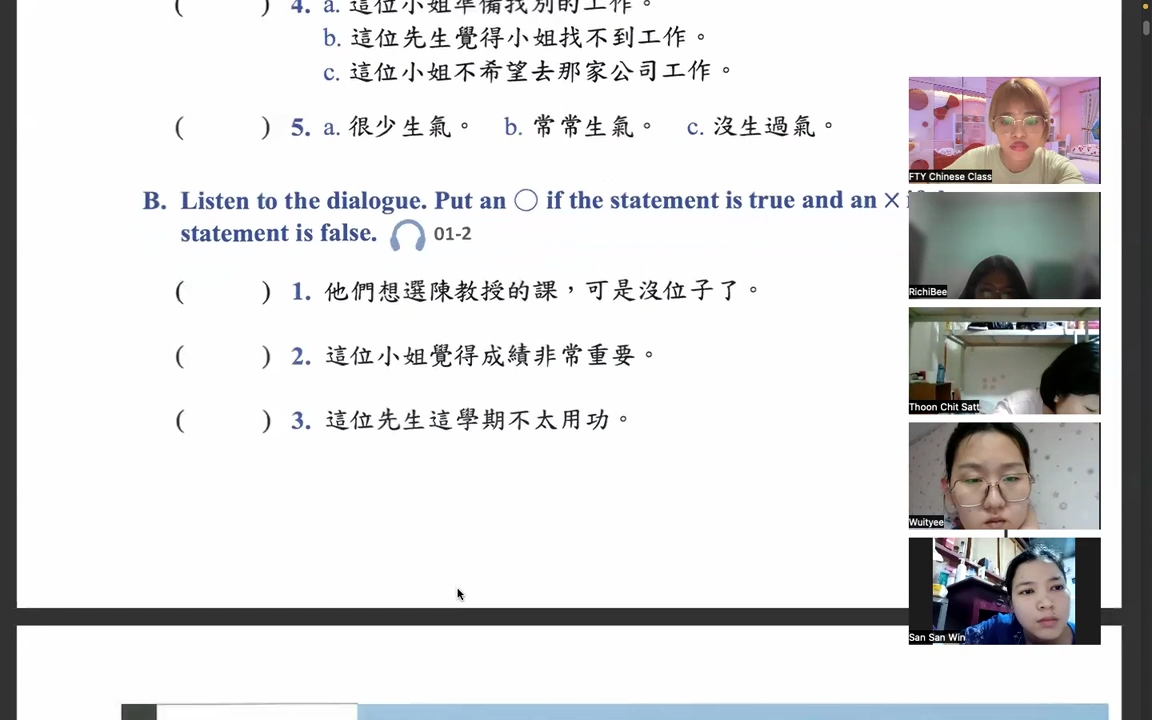 ( ) 4. a. 這位小姐準備找別的工作。
b. 這位先生覺得小姐找不到工作。
c. 這位小姐不希望去那家公司工作。
( ) 5. a. 很少生氣。 b. 常常生氣。 c. 沒生過氣。
B. Listen to the dialogue. Put an ○ if the statement is true and an × if
statement is false. 01-2
( ) 1. 他們想選陳教授的課，可是沒位子了。
( ) 2. 這位小姐覺得成績非常重要。
( ) 3. 這位先生這學期不太用功。
FTY Chinese Class
RichiBee
Thoon Chit Satt
Wuityee
San San Win